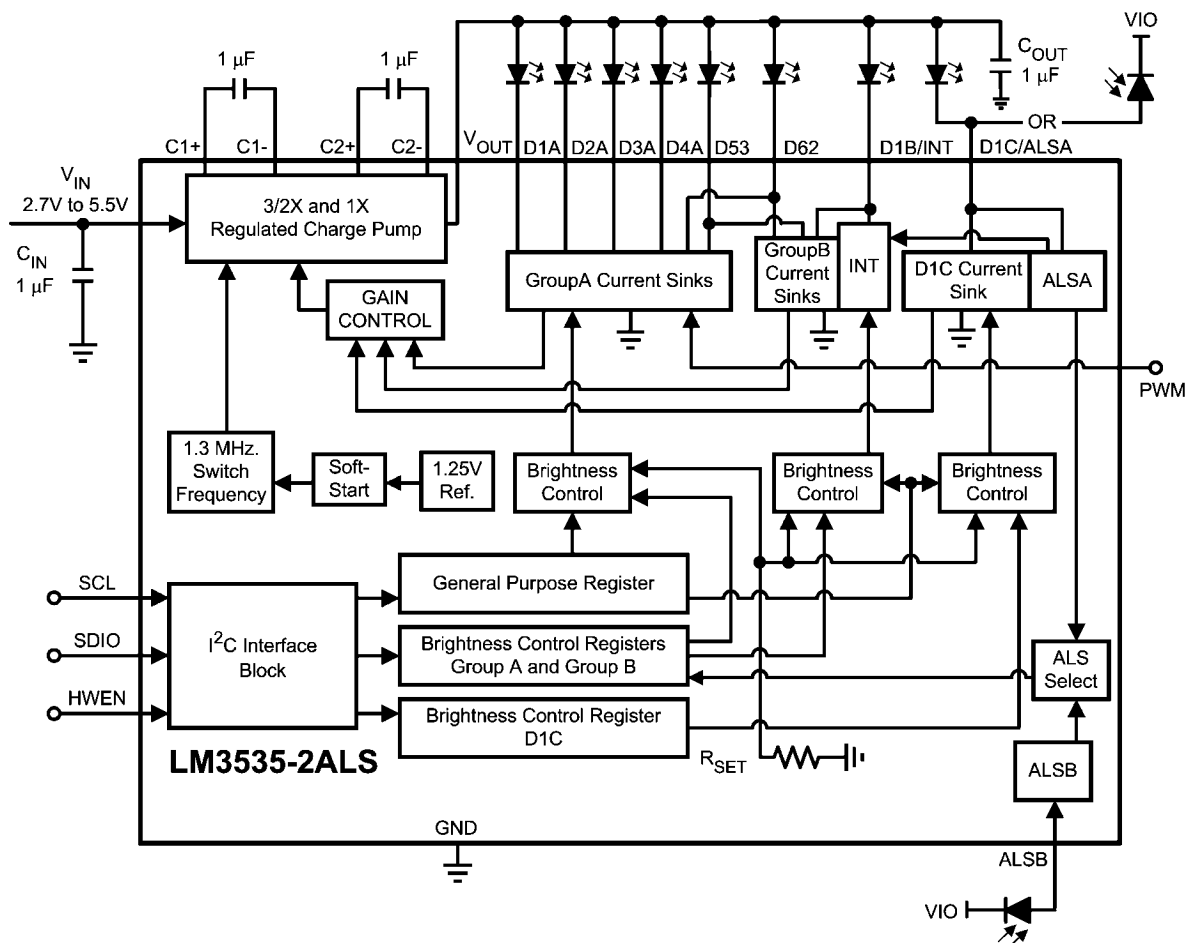 1 µF
1 µF
C1+
C1-
C2+
C2-
VOUT
D1A
D2A
D3A
D4A
D53
D62
D1B/INT
D1C/ALSA
COUT
1 µF
VIO
OR
VIN
2.7V to 5.5V
CIN
1 µF
3/2X and 1X
Regulated Charge Pump
GAIN
CONTROL
GroupA Current Sinks
GroupB
Current
Sinks
INT
D1C Current
Sink
ALSA
PWM
1.3 MHz.
Switch
Frequency
Soft-
Start
1.25V
Ref.
Brightness
Control
Brightness
Control
Brightness
Control
SCL
SDIO
HWEN
I2C Interface
Block
General Purpose Register
Brightness Control Registers
Group A and Group B
Brightness Control Register
D1C
ALS
Select
LM3535-2ALS
RSET
ALSB
GND
ALSB
VIO